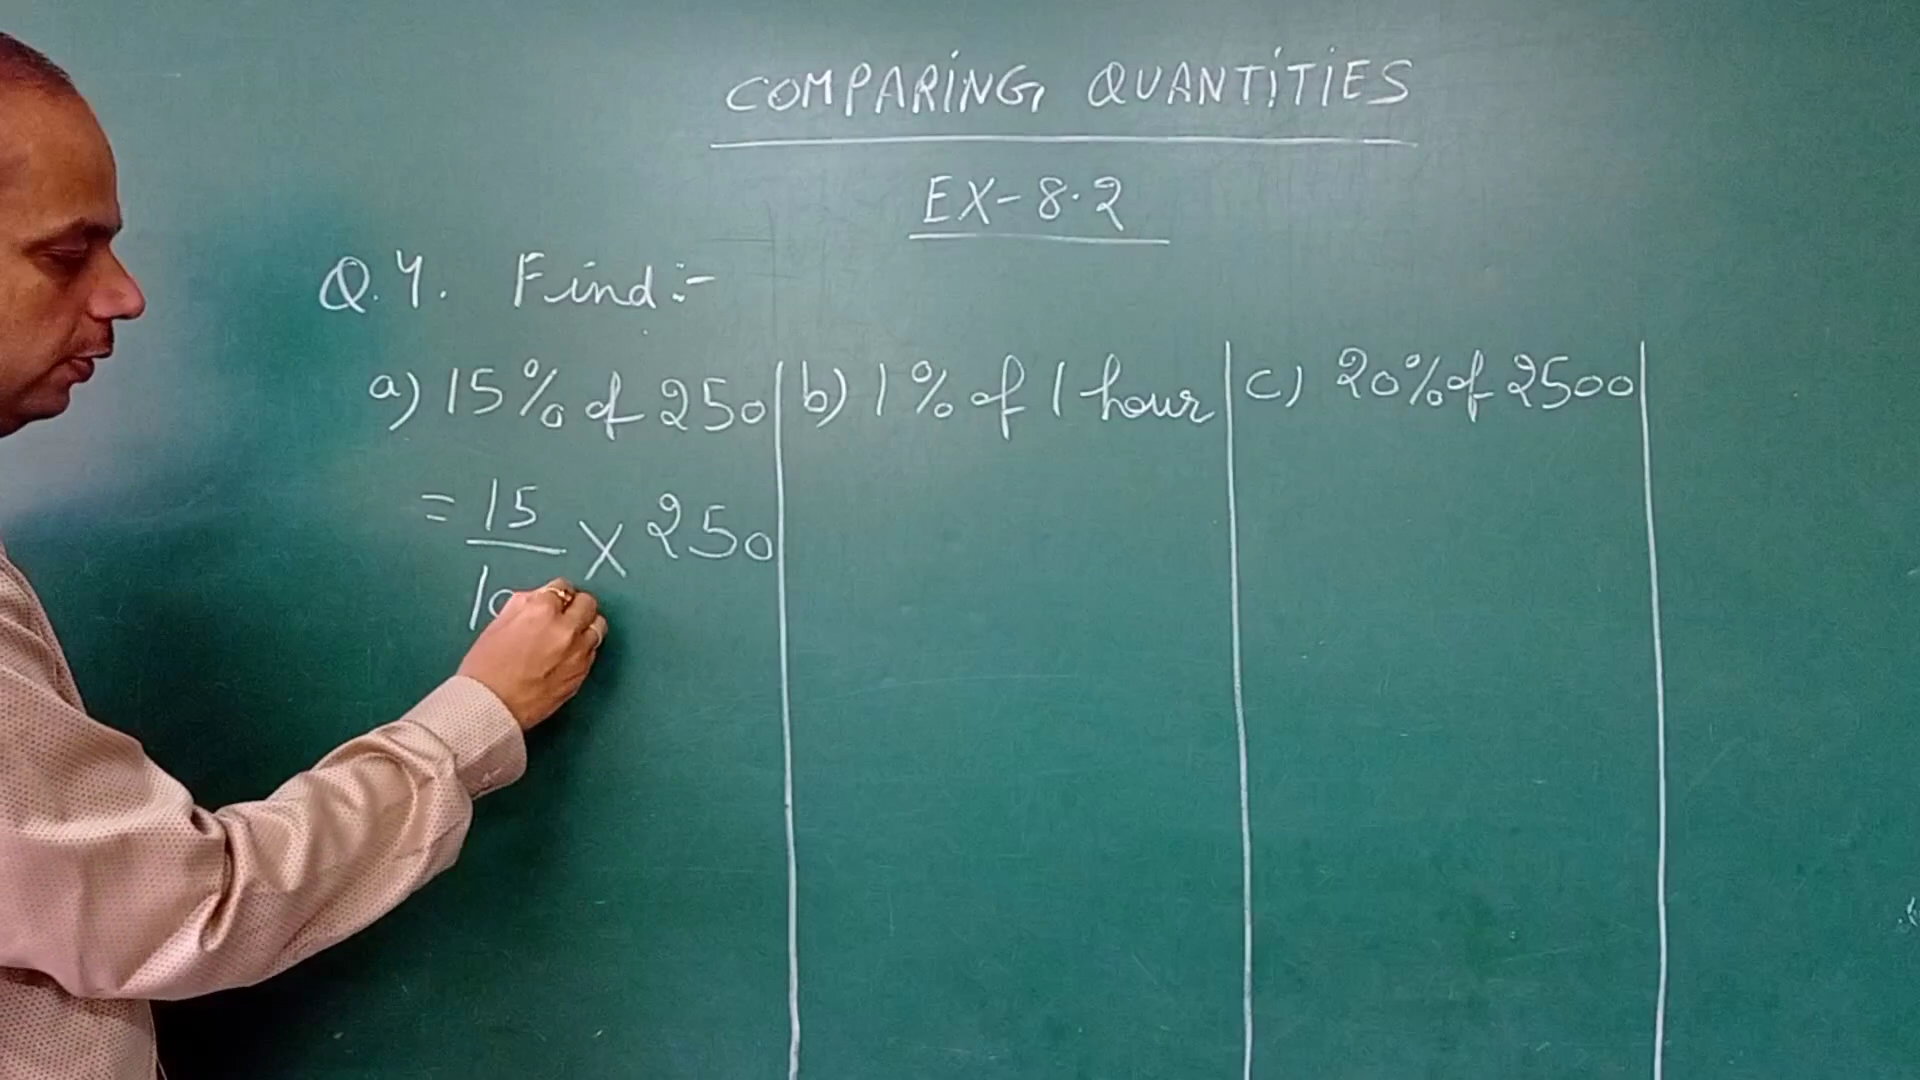 COMPARING QUANTITIES
EX-8.2
Q.4. Find:-
a) 15% of 250
b) 1% of 1 hour
c) 20% of 2500
= 15/10 × 250